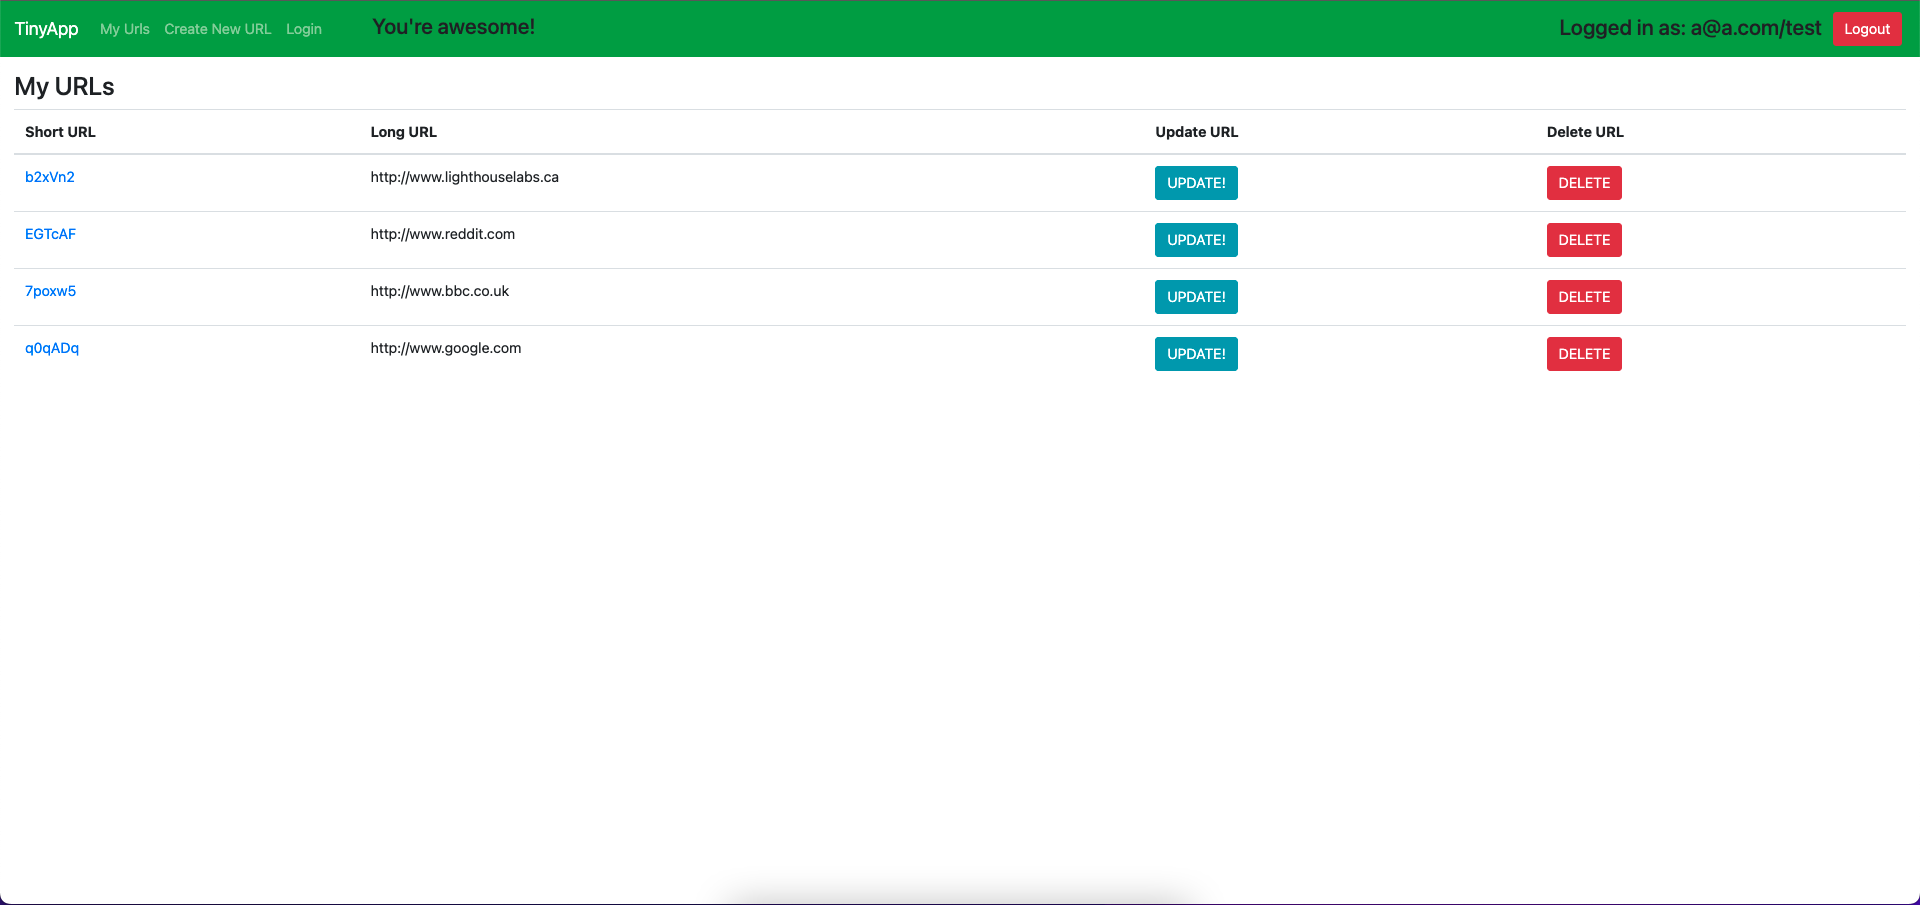 TinyApp My Urls Create New URL Login You're awesome! Logged in as: a@a.com/test Logout
My URLs
Short URL Long URL Update URL Delete URL
b2xVn2 http://www.lighthouselabs.ca UPDATE! DELETE
EGTcAF http://www.reddit.com UPDATE! DELETE
7poxw5 http://www.bbc.co.uk UPDATE! DELETE
q0qADq http://www.google.com UPDATE! DELETE